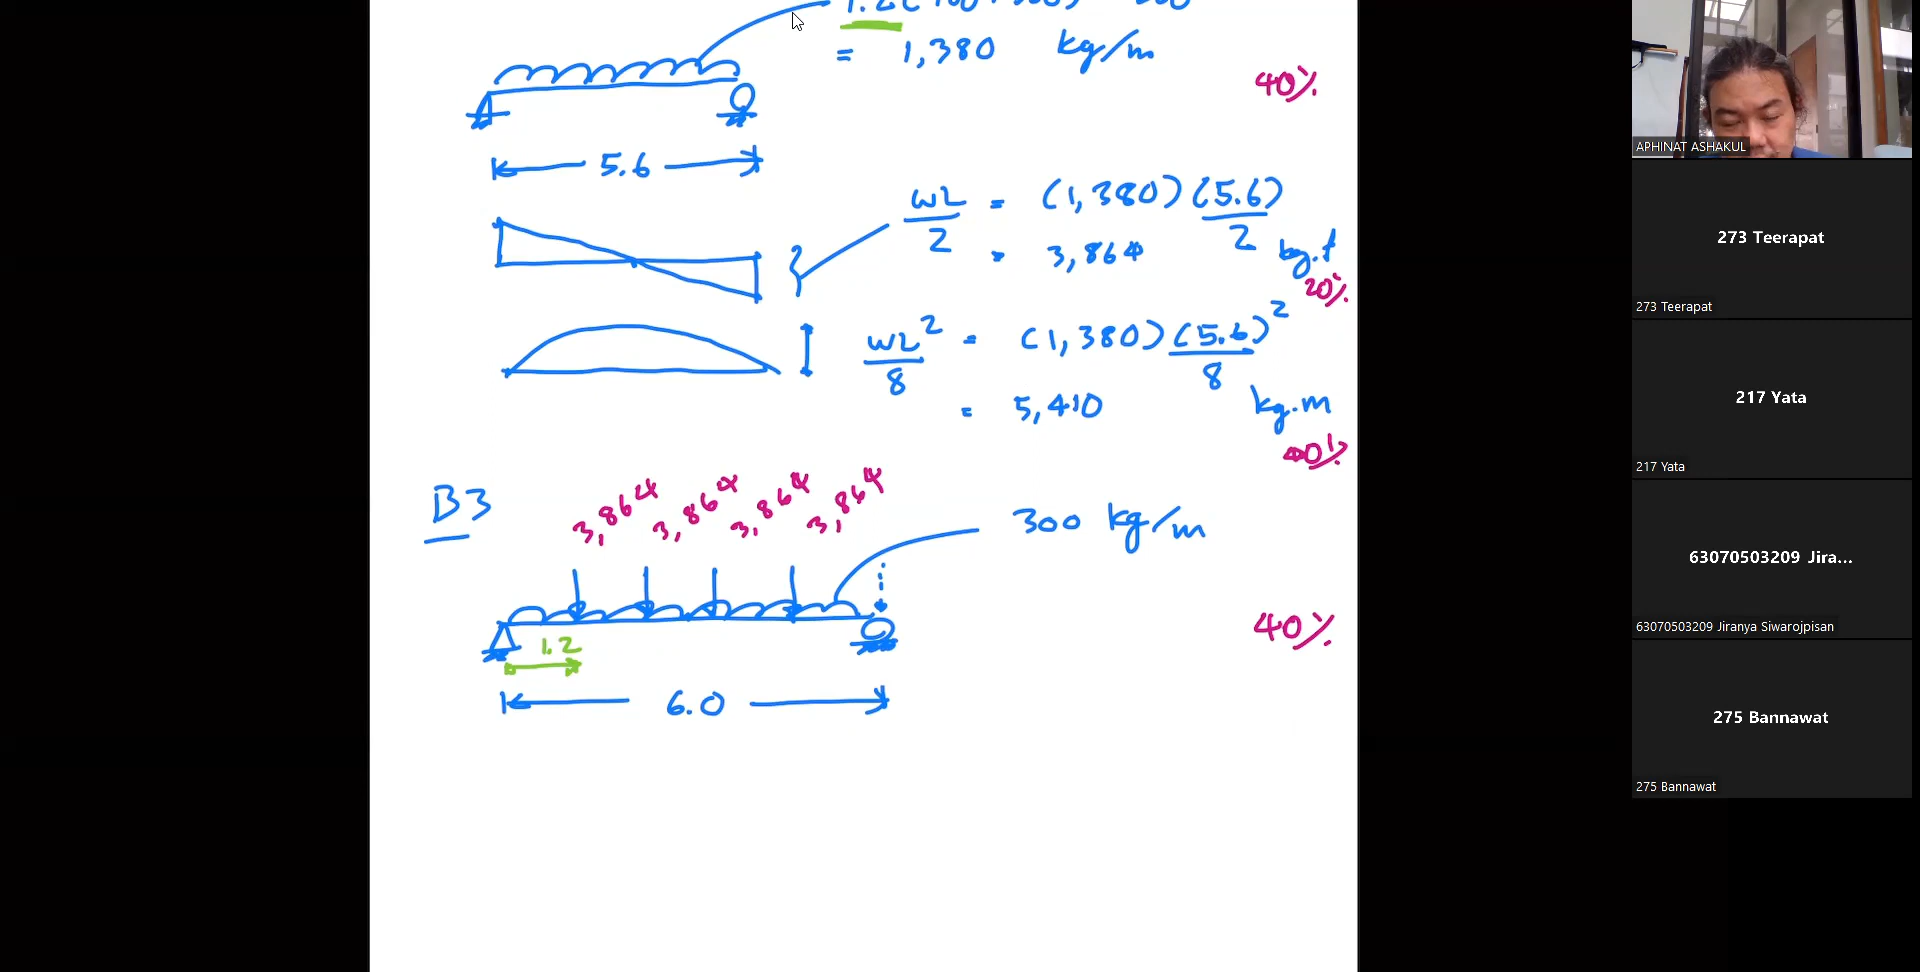 = 1,380 kg/m
40%
5.6
wL/2 = (1,380)(5.6)/2
= 3,864 kg.f
20%
wL²/8 = (1,380)(5.6)²/8
= 5,410 kg.m
40%
B3
3,864 3,864 3,864 3,864
300 kg/m
40%
1.2
6.0
APHINAT ASHAKUL
273 Teerapat
273 Teerapat
217 Yata
217 Yata
63070503209 Jira...
63070503209 Jiranya Siwarojpisan
275 Bannawat
275 Bannawat